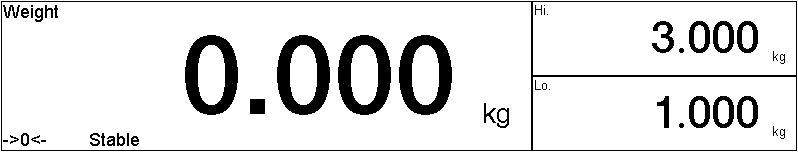 Weight
0.000 kg
->0<- Stable
Hi.
3.000 kg
Lo.
1.000 kg